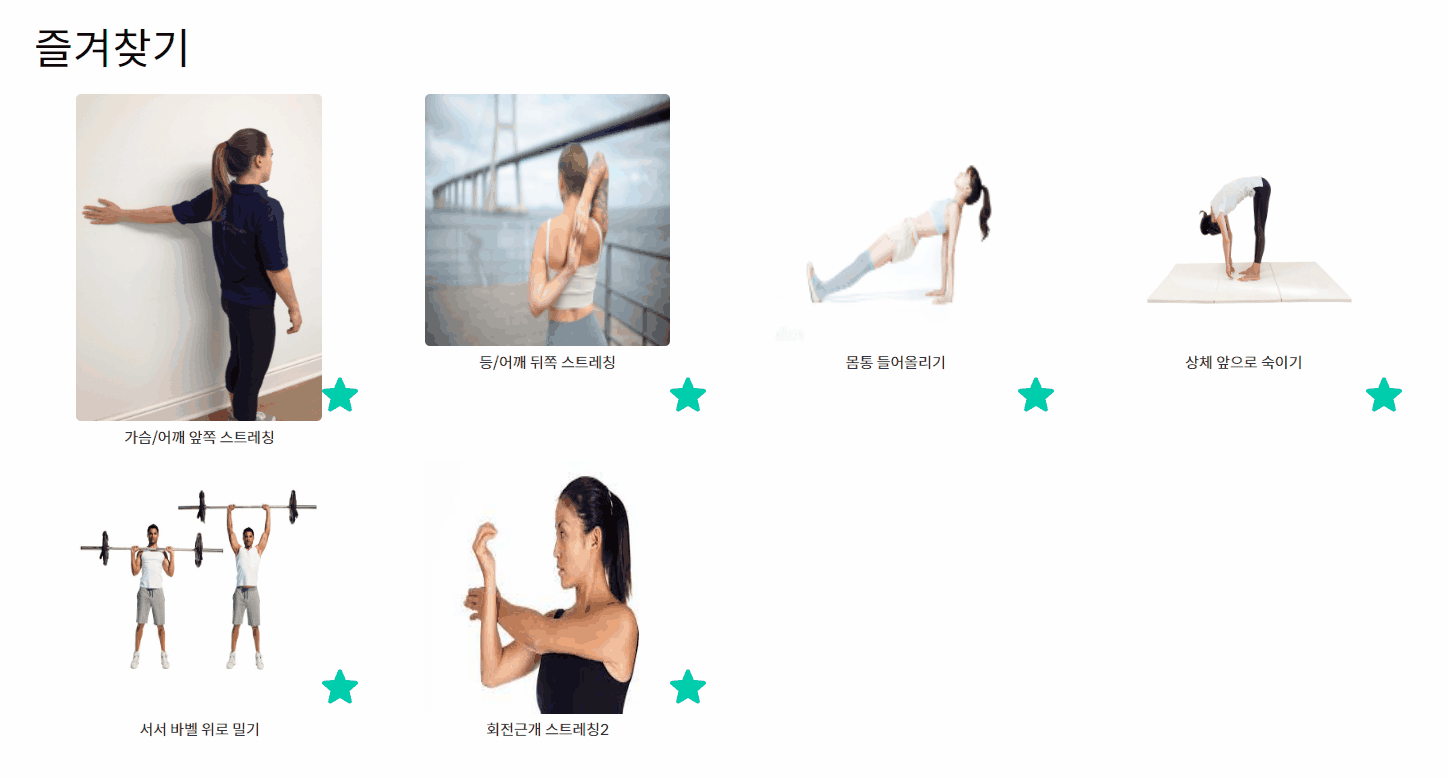 즐겨찾기
가슴/어깨 앞쪽 스트레칭
등/어깨 뒤쪽 스트레칭
몸통 들어올리기
상체 앞으로 숙이기
서서 바벨 위로 밀기
회전근개 스트레칭2